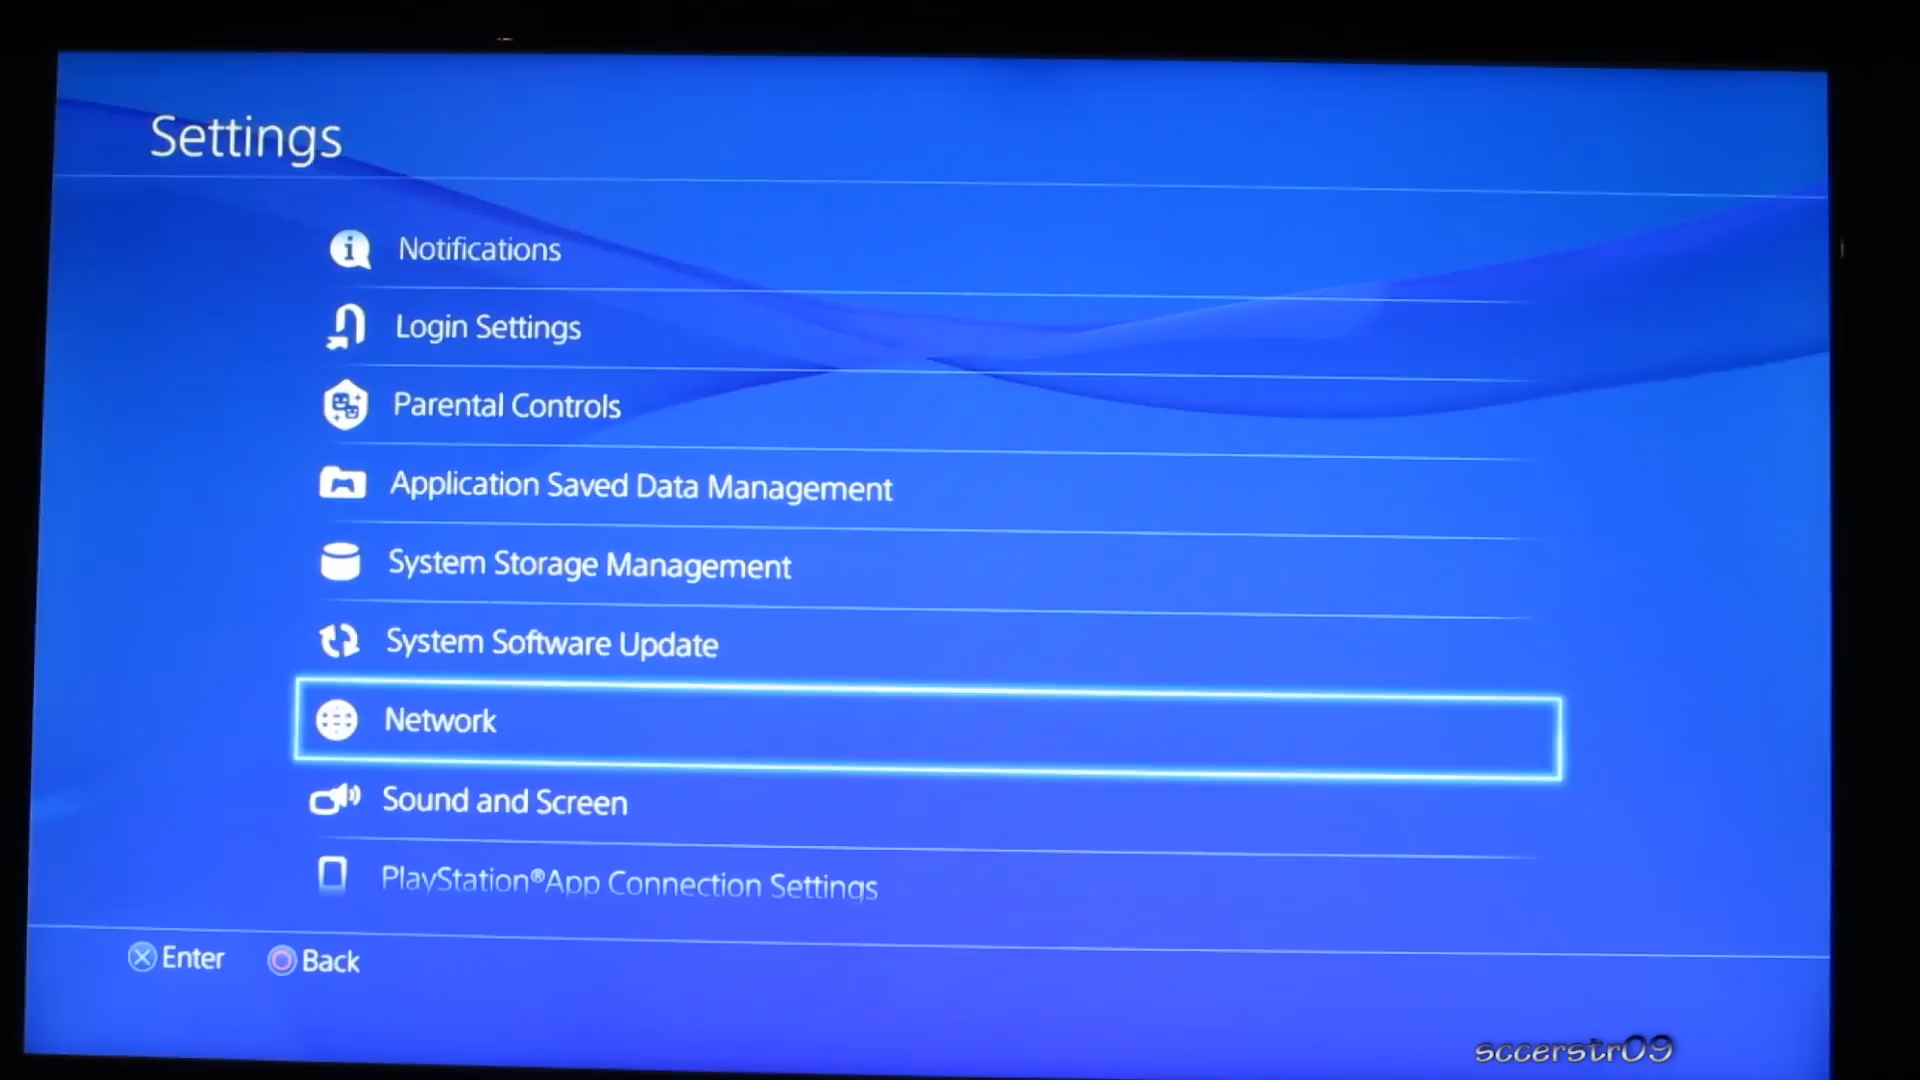 Settings
Notifications
Login Settings
Parental Controls
Application Saved Data Management
System Storage Management
System Software Update
Network
Sound and Screen
PlayStation®App Connection Settings
Enter Back
sccerstr09